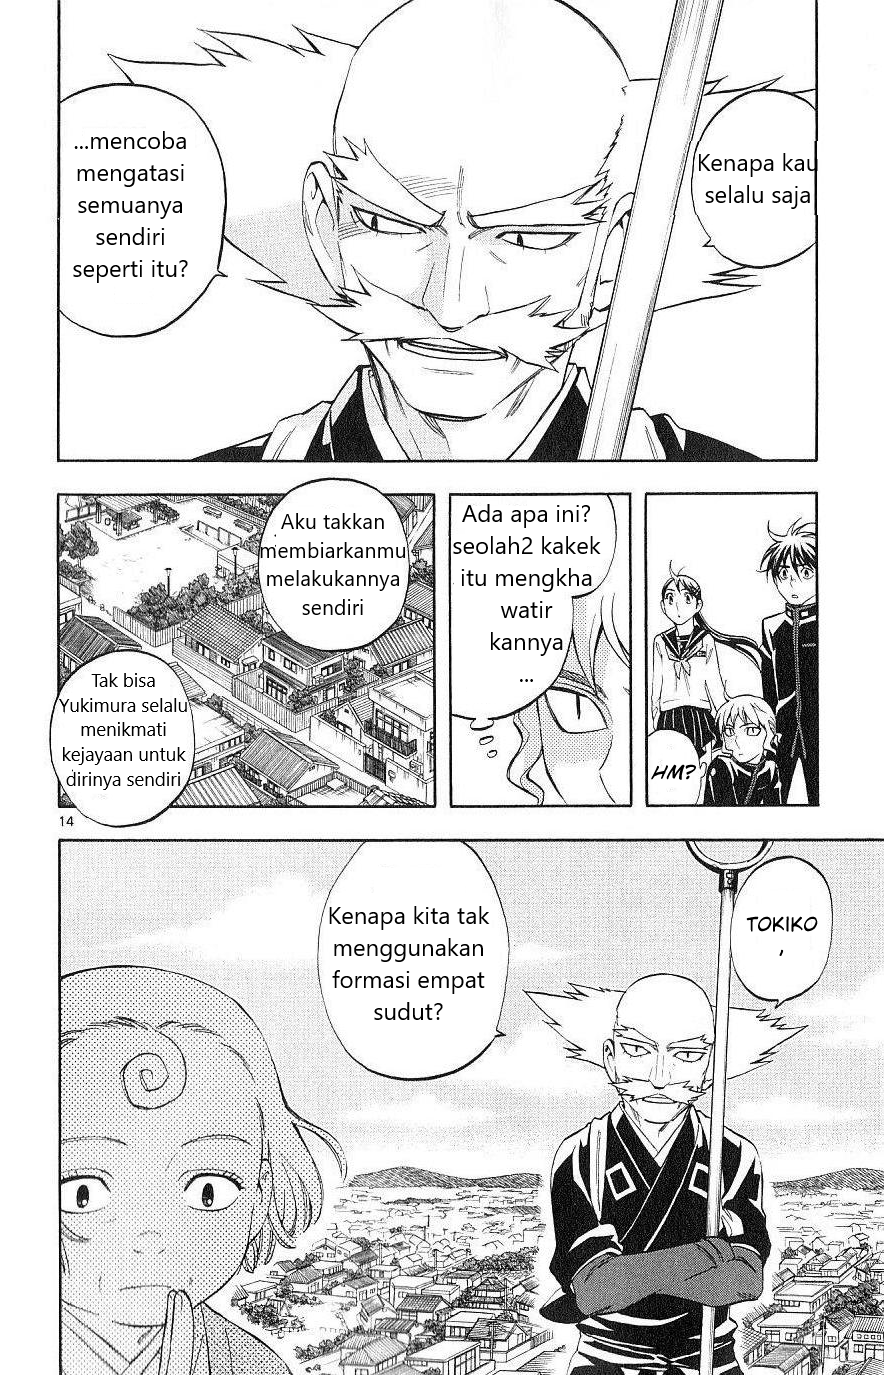 Kenapa kau
selalu saja
...mencoba
mengatasi
semuanya
sendiri
seperti itu?
HM?
Ada apa ini?
seolah2 kakek
itu mengkha
watir
kannya
...
Aku takkan
membiarkanmu
melakukannya
sendiri
Tak bisa
Yukimura selalu
menikmati
kejayaan untuk
dirinya sendiri
14
TOKIKO
,
Kenapa kita tak
menggunakan
formasi empat
sudut?